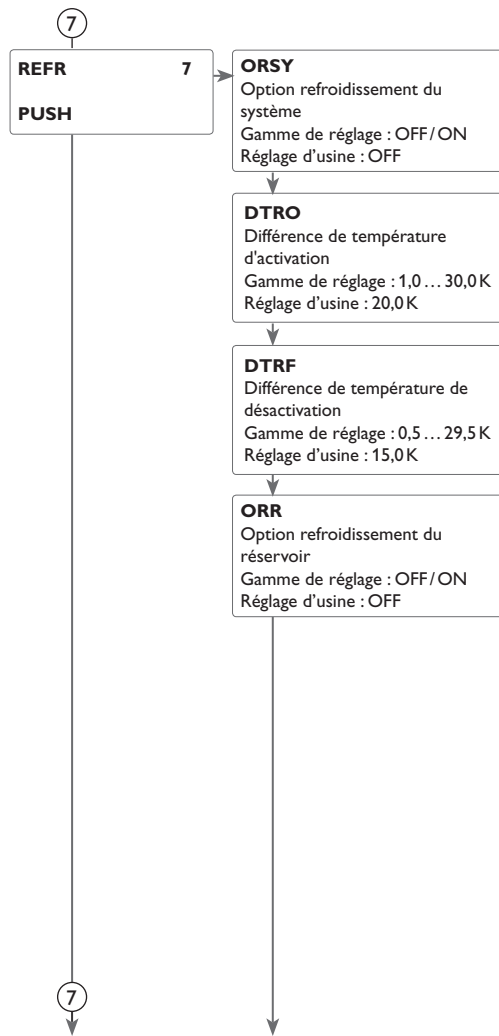 7
REFR 7
PUSH
ORSY
Option refroidissement du
système
Gamme de réglage : OFF / ON
Réglage d'usine : OFF
DTRO
Différence de température
d'activation
Gamme de réglage : 1,0 … 30,0 K
Réglage d'usine : 20,0 K
DTRF
Différence de température de
désactivation
Gamme de réglage : 0,5 … 29,5 K
Réglage d'usine : 15,0 K
ORR
Option refroidissement du
réservoir
Gamme de réglage : OFF / ON
Réglage d'usine : OFF
7